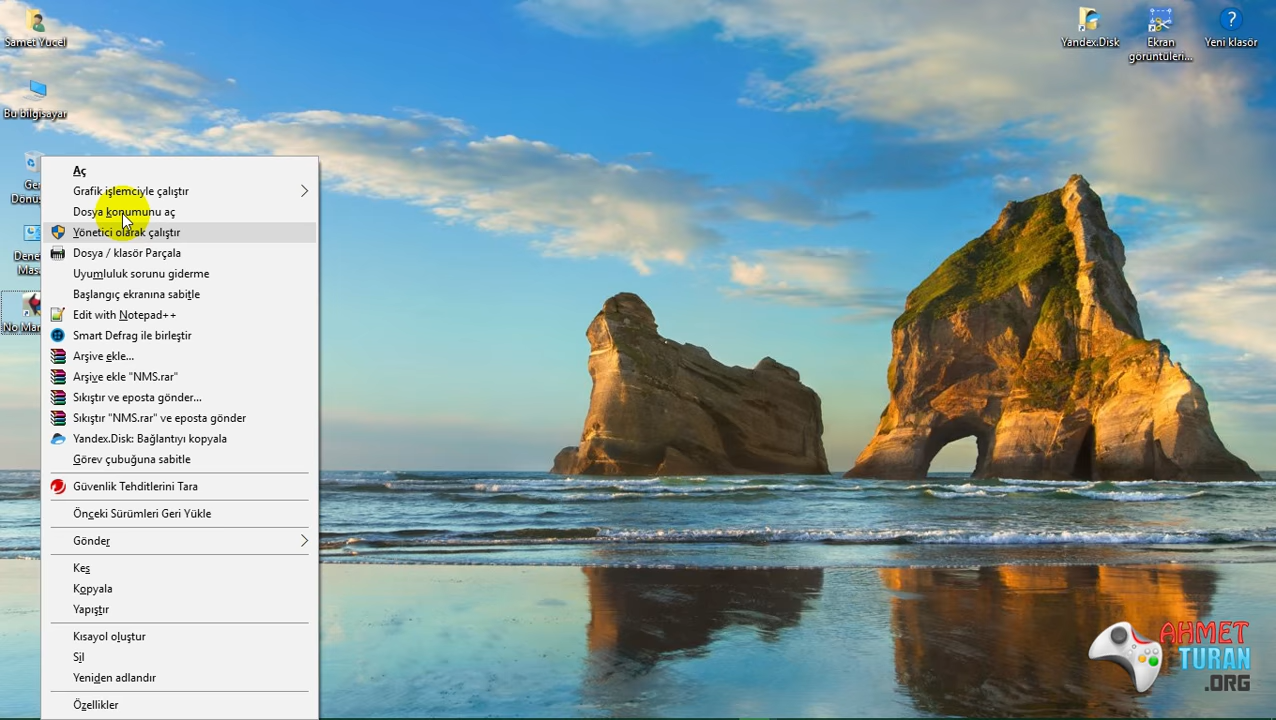 Samet Yücel
Yandex.Disk
Ekran
görüntüleri...
Yeni klasör
Bu bilgisayar
Aç
Grafik işlemciyle çalıştır
Dosya konumunu aç
Yönetici olarak çalıştır
Dosya / klasör Parçala
Uyumluluk sorunu giderme
Başlangıç ekranına sabitle
Edit with Notepad++
Smart Defrag ile birleştir
Arşive ekle...
Arşive ekle "NMS.rar"
Sıkıştır ve eposta gönder...
Sıkıştır "NMS.rar" ve eposta gönder
Yandex.Disk: Bağlantıyı kopyala
Görev çubuğuna sabitle
Güvenlik Tehditlerini Tara
Önceki Sürümleri Geri Yükle
Gönder
Kes
Kopyala
Yapıştır
Kısayol oluştur
Sil
Yeniden adlandır
Özellikler
No Man
AHMET
TURAN
.ORG